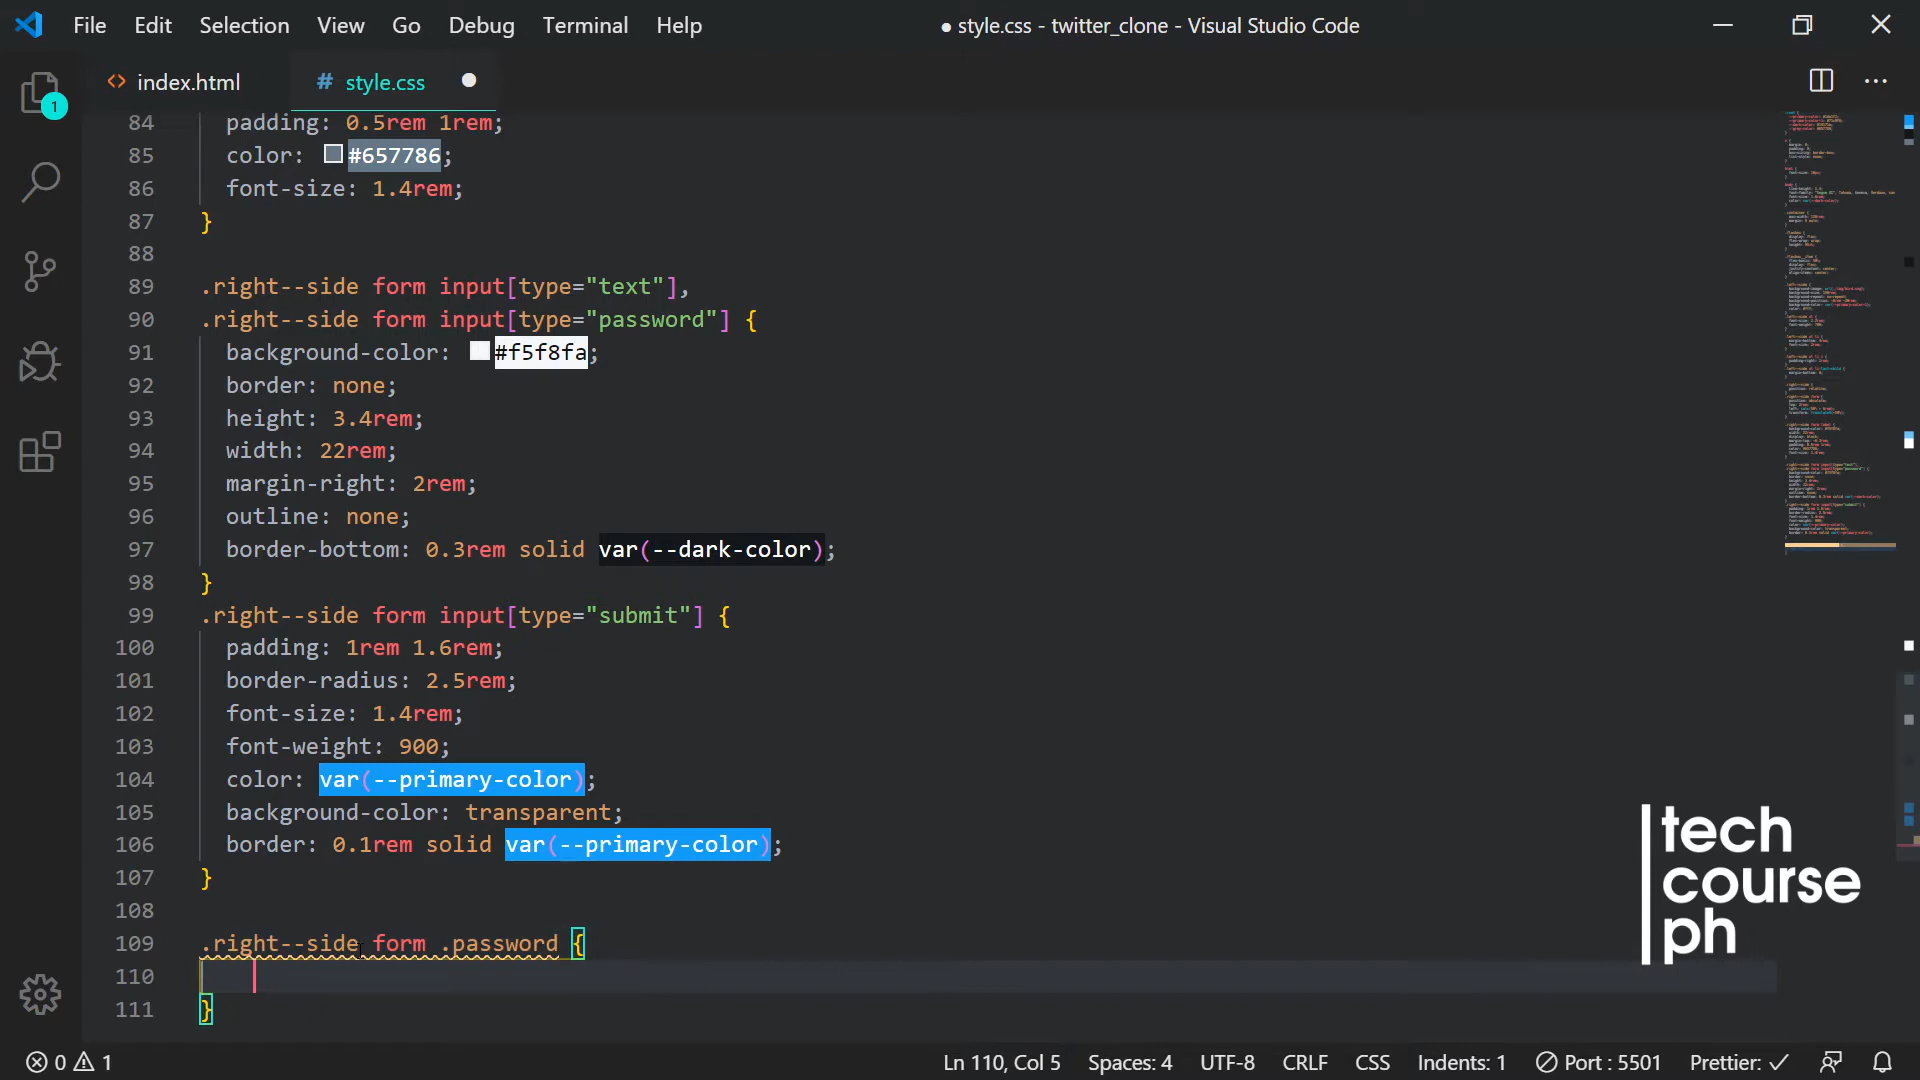 File Edit Selection View Go Debug Terminal Help
● style.css - twitter_clone - Visual Studio Code
1
<> index.html
# style.css
84 padding: 0.5rem 1rem;
85 color: #657786;
86 font-size: 1.4rem;
87 }
88
89 .right--side form input[type="text"],
90 .right--side form input[type="password"] {
91 background-color: #f5f8fa;
92 border: none;
93 height: 3.4rem;
94 width: 22rem;
95 margin-right: 2rem;
96 outline: none;
97 border-bottom: 0.3rem solid var(--dark-color);
98 }
99 .right--side form input[type="submit"] {
100 padding: 1rem 1.6rem;
101 border-radius: 2.5rem;
102 font-size: 1.4rem;
103 font-weight: 900;
104 color: var(--primary-color);
105 background-color: transparent;
106 border: 0.1rem solid var(--primary-color);
107 }
108
109 .right--side form .password {
110
111 }
tech
course
ph
0 1 Ln 110, Col 5 Spaces: 4 UTF-8 CRLF CSS Indents: 1 Port : 5501 Prettier: ✓